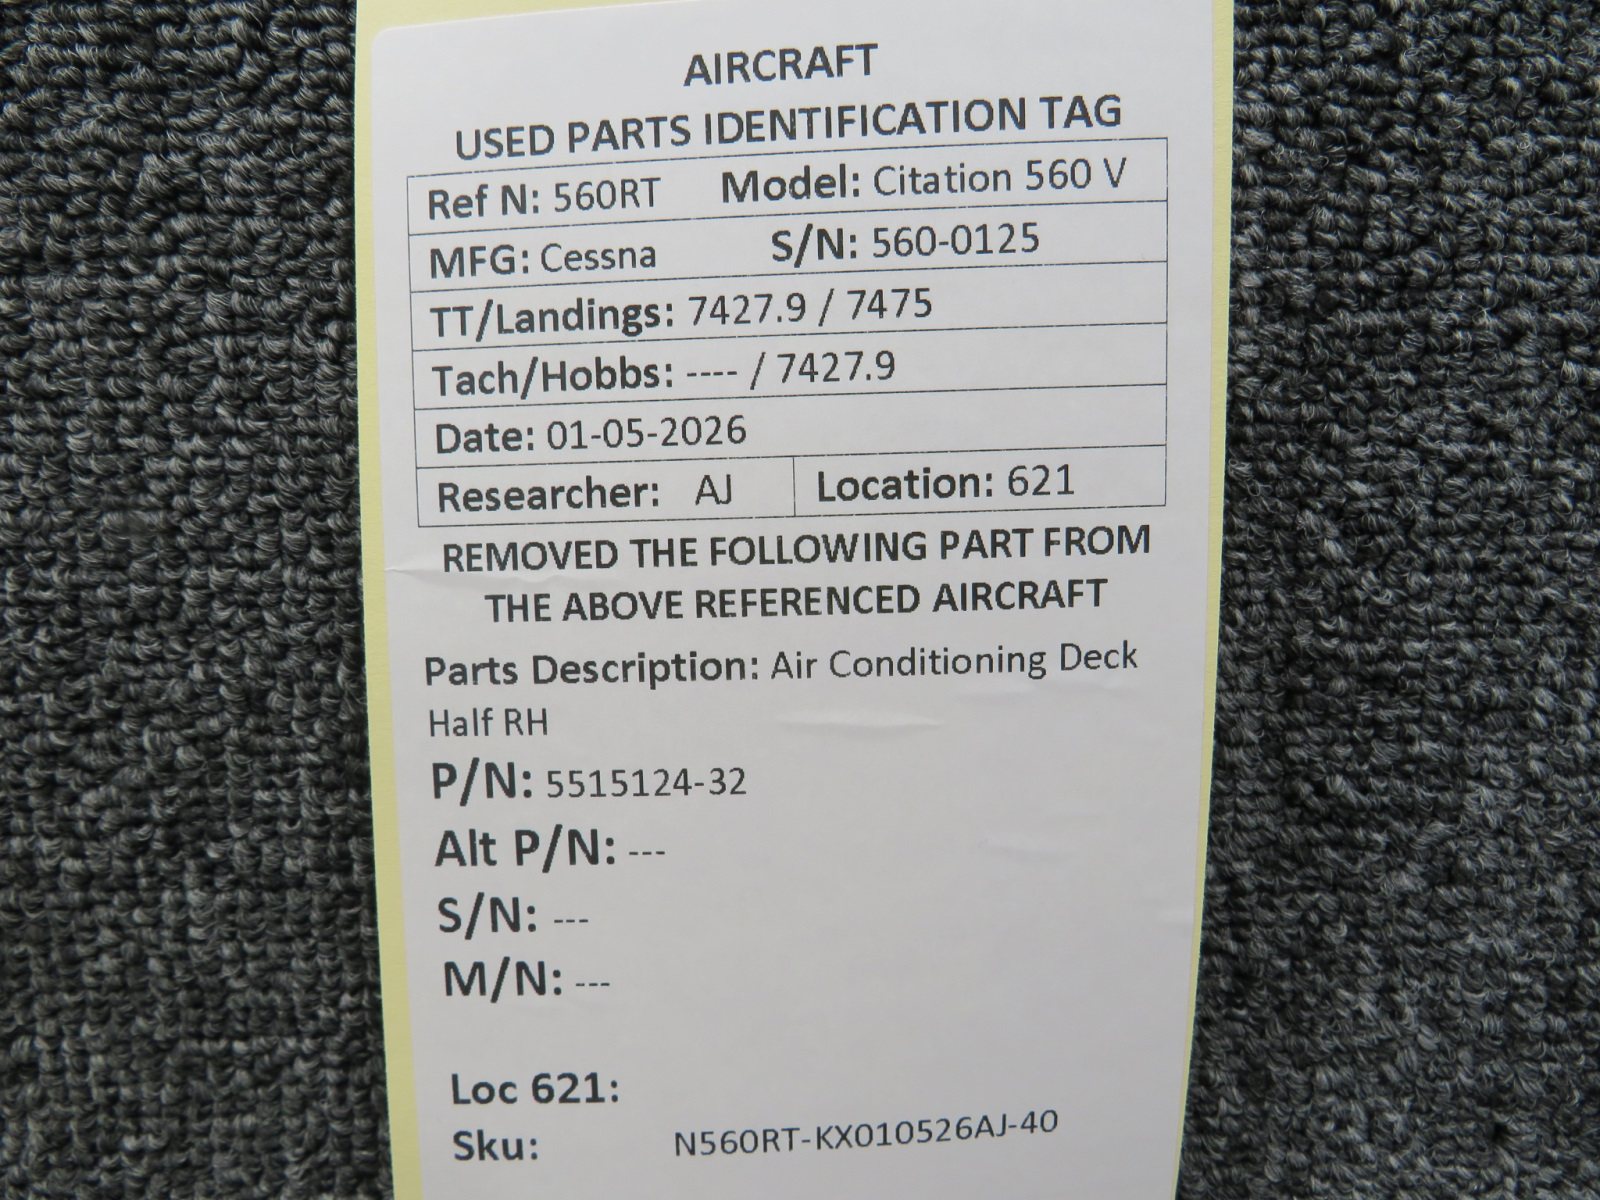 AIRCRAFT
USED PARTS IDENTIFICATION TAG
Ref N: 560RT Model: Citation 560 V
MFG: Cessna S/N: 560-0125
TT/Landings: 7427.9 / 7475
Tach/Hobbs: ---- / 7427.9
Date: 01-05-2026
Researcher: AJ Location: 621
REMOVED THE FOLLOWING PART FROM
THE ABOVE REFERENCED AIRCRAFT
Parts Description: Air Conditioning Deck
Half RH
P/N: 5515124-32
Alt P/N: ---
S/N: ---
M/N: ---
Loc 621:
Sku: N560RT-KX010526AJ-40